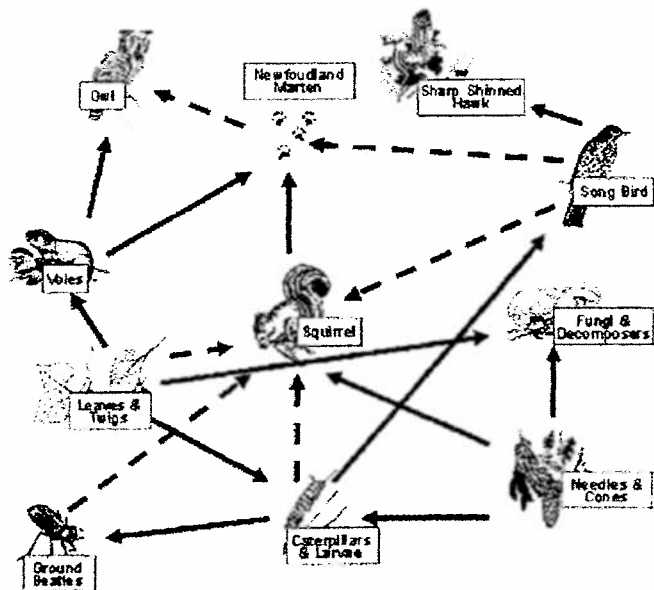 Owl
Newfoudland
Marten
Sharp Shinned
Hawk
Song Bird
Voles
Squirrel
Fungi &
Decomposers
Leaves &
Twigs
Needles &
Cones
Caterpillars
& Larvae
Ground
Beatles